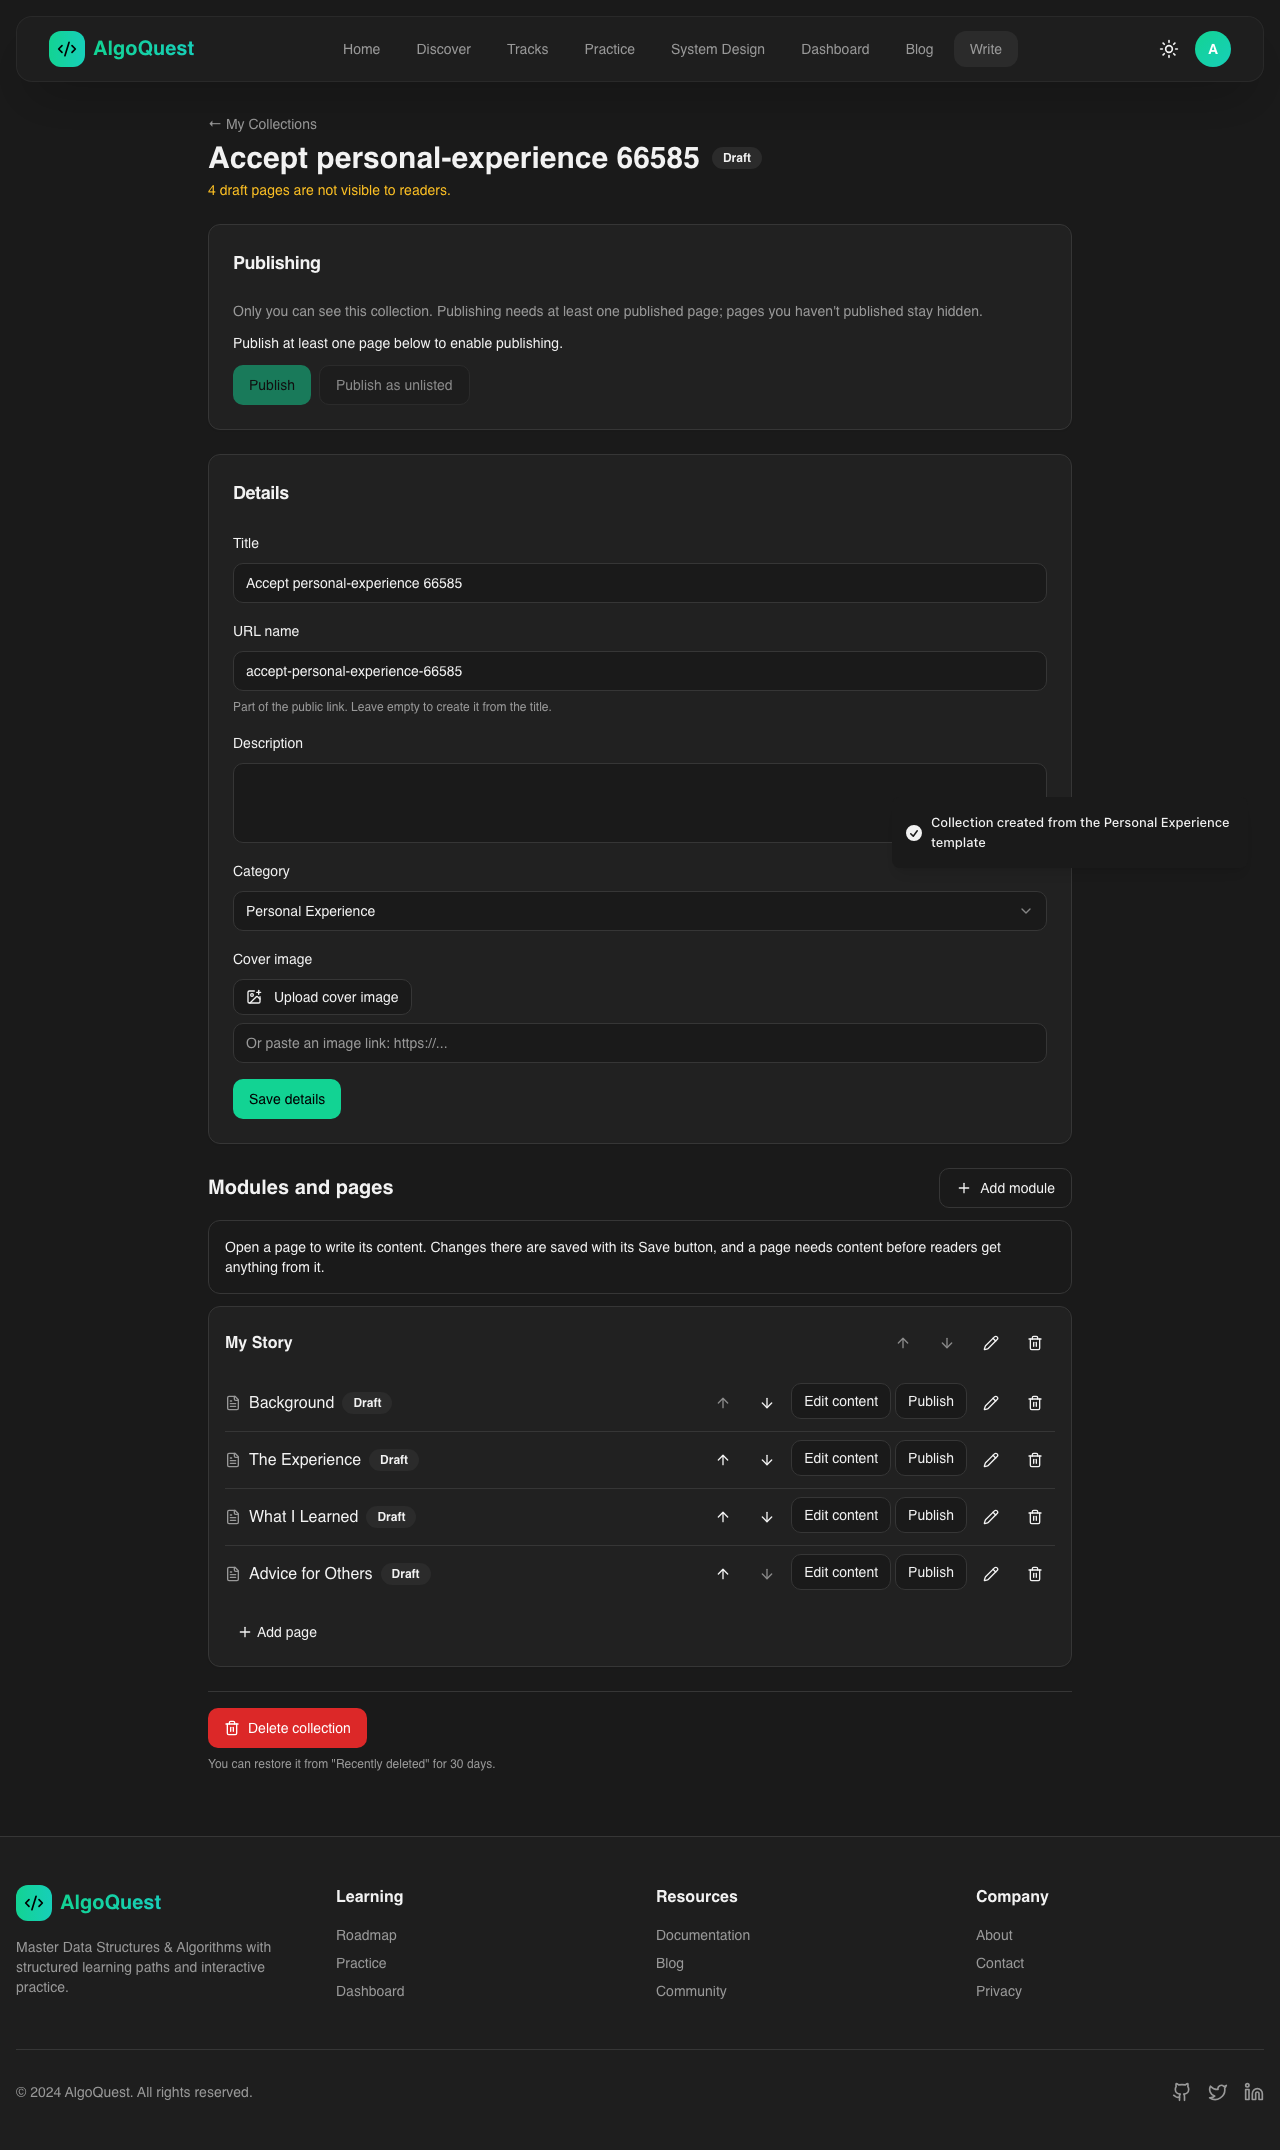 AlgoQuest
Home
Discover
Tracks
Practice
System Design
Dashboard
Blog
Write
A
← My Collections
Accept personal-experience 66585
Draft
4 draft pages are not visible to readers.
Publishing
Only you can see this collection. Publishing needs at least one published page; pages you haven't published stay hidden.
Publish at least one page below to enable publishing.
Publish
Publish as unlisted
Details
Title
Accept personal-experience 66585
URL name
accept-personal-experience-66585
Part of the public link. Leave empty to create it from the title.
Description
Collection created from the Personal Experience
template
Category
Personal Experience
Cover image
Upload cover image
Or paste an image link: https://...
Save details
Modules and pages
Add module
Open a page to write its content. Changes there are saved with its Save button, and a page needs content before readers get
anything from it.
My Story
Background
Draft
Edit content
Publish
The Experience
Draft
Edit content
Publish
What I Learned
Draft
Edit content
Publish
Advice for Others
Draft
Edit content
Publish
Add page
Delete collection
You can restore it from "Recently deleted" for 30 days.
AlgoQuest
Master Data Structures & Algorithms with
structured learning paths and interactive
practice.
Learning
Roadmap
Practice
Dashboard
Resources
Documentation
Blog
Community
Company
About
Contact
Privacy
© 2024 AlgoQuest. All rights reserved.